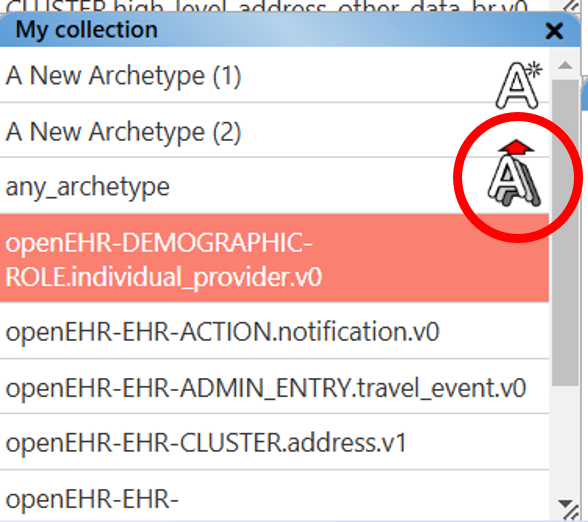 CLUSTER.high_level_address_other_data_br.v0
My collection
A New Archetype (1)
A New Archetype (2)
any_archetype
openEHR-DEMOGRAPHIC-
ROLE.individual_provider.v0
openEHR-EHR-ACTION.notification.v0
openEHR-EHR-ADMIN_ENTRY.travel_event.v0
openEHR-EHR-CLUSTER.address.v1
openEHR-EHR-